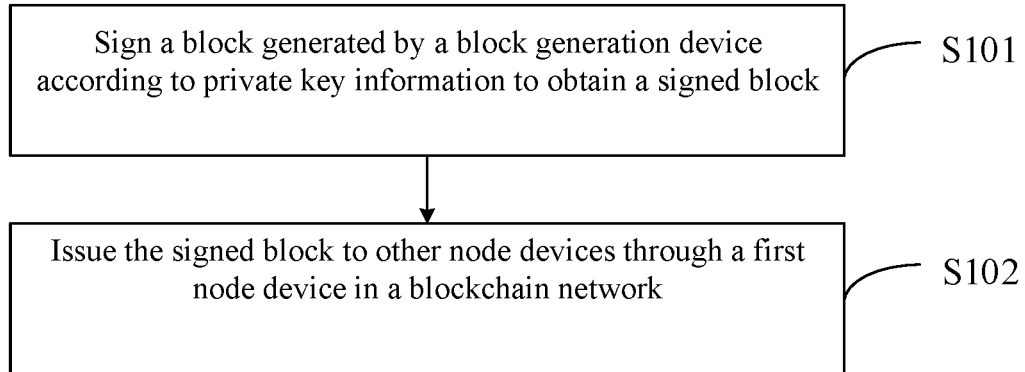 Sign a block generated by a block generation device
according to private key information to obtain a signed block
S101
Issue the signed block to other node devices through a first
node device in a blockchain network
S102